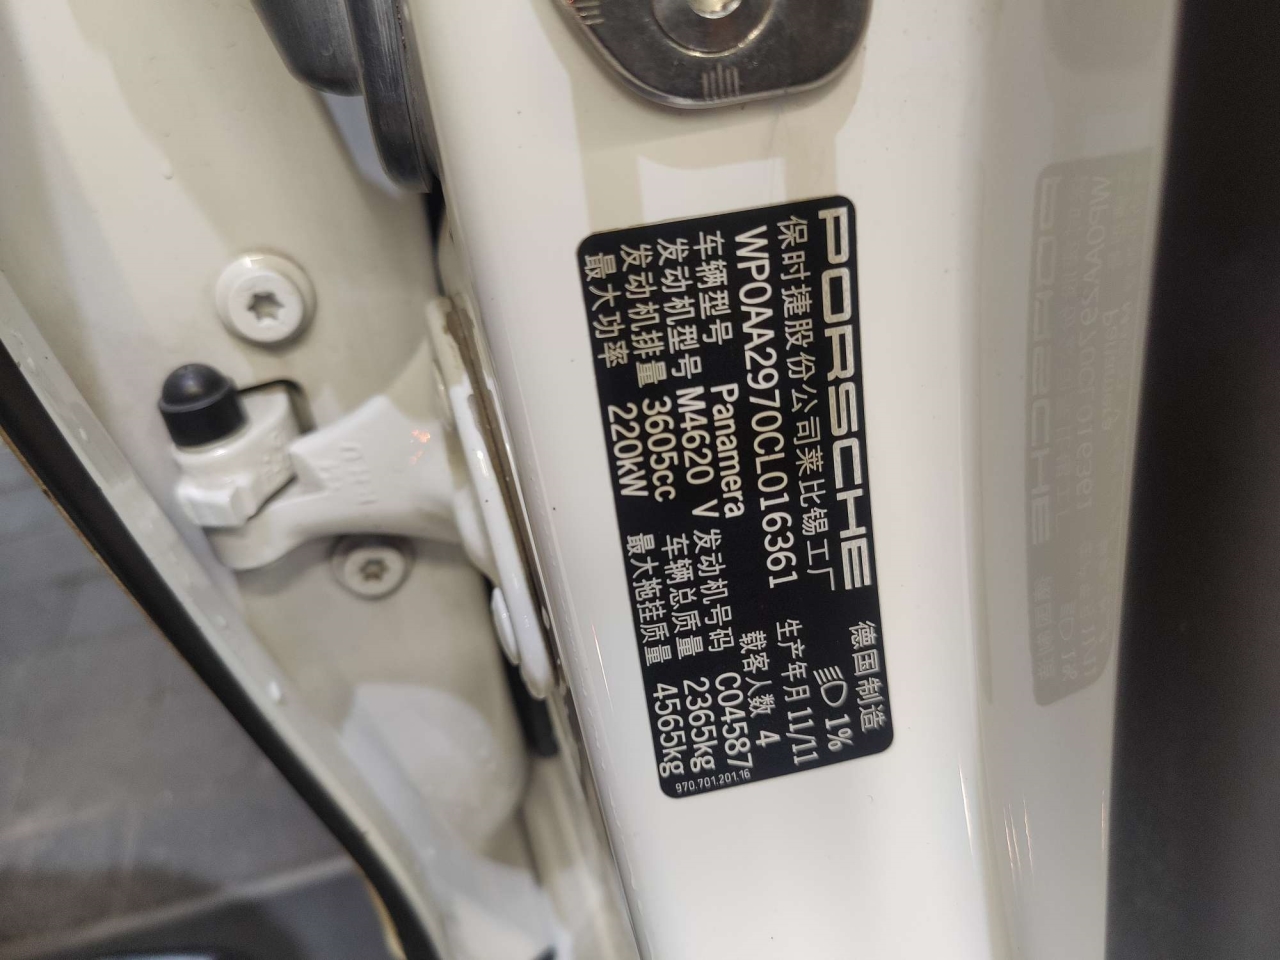 PORSCHE 德国制造
保时捷股份公司莱比锡工厂 1%
WP0AA2970CL016361 生产年月 11/11
车辆型号 Panamera 载客人数 4
发动机型号 M4620 V 发动机号码 C04587
发动机排量 3605cc 车辆总质量 2365kg
最大功率 220kW 最大拖挂质量 4565kg
970.701.201.16